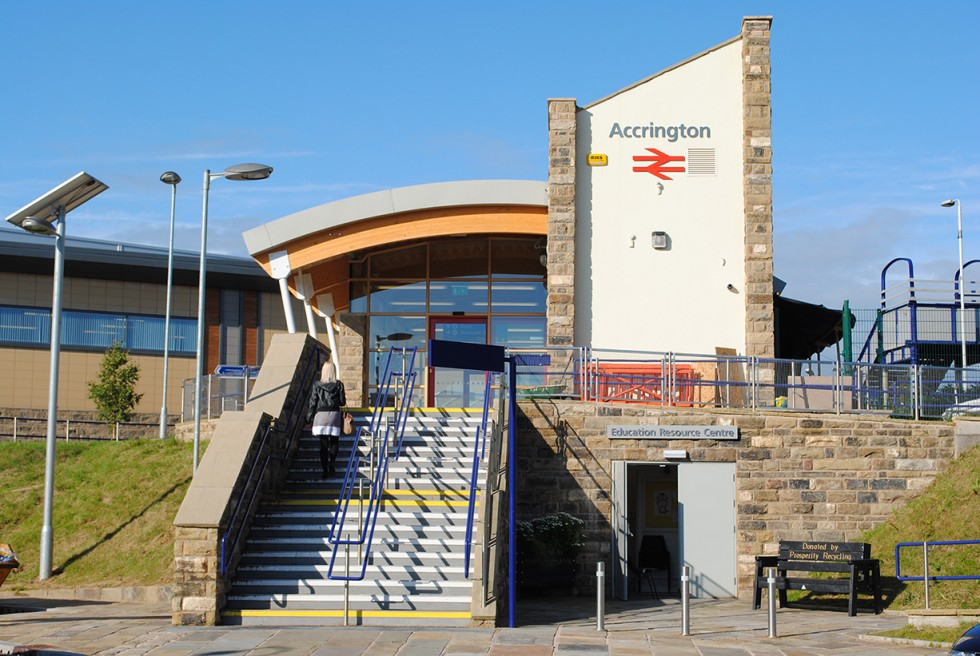 Accrington
Education Resource Centre
Donated by
Prosperity Recycling